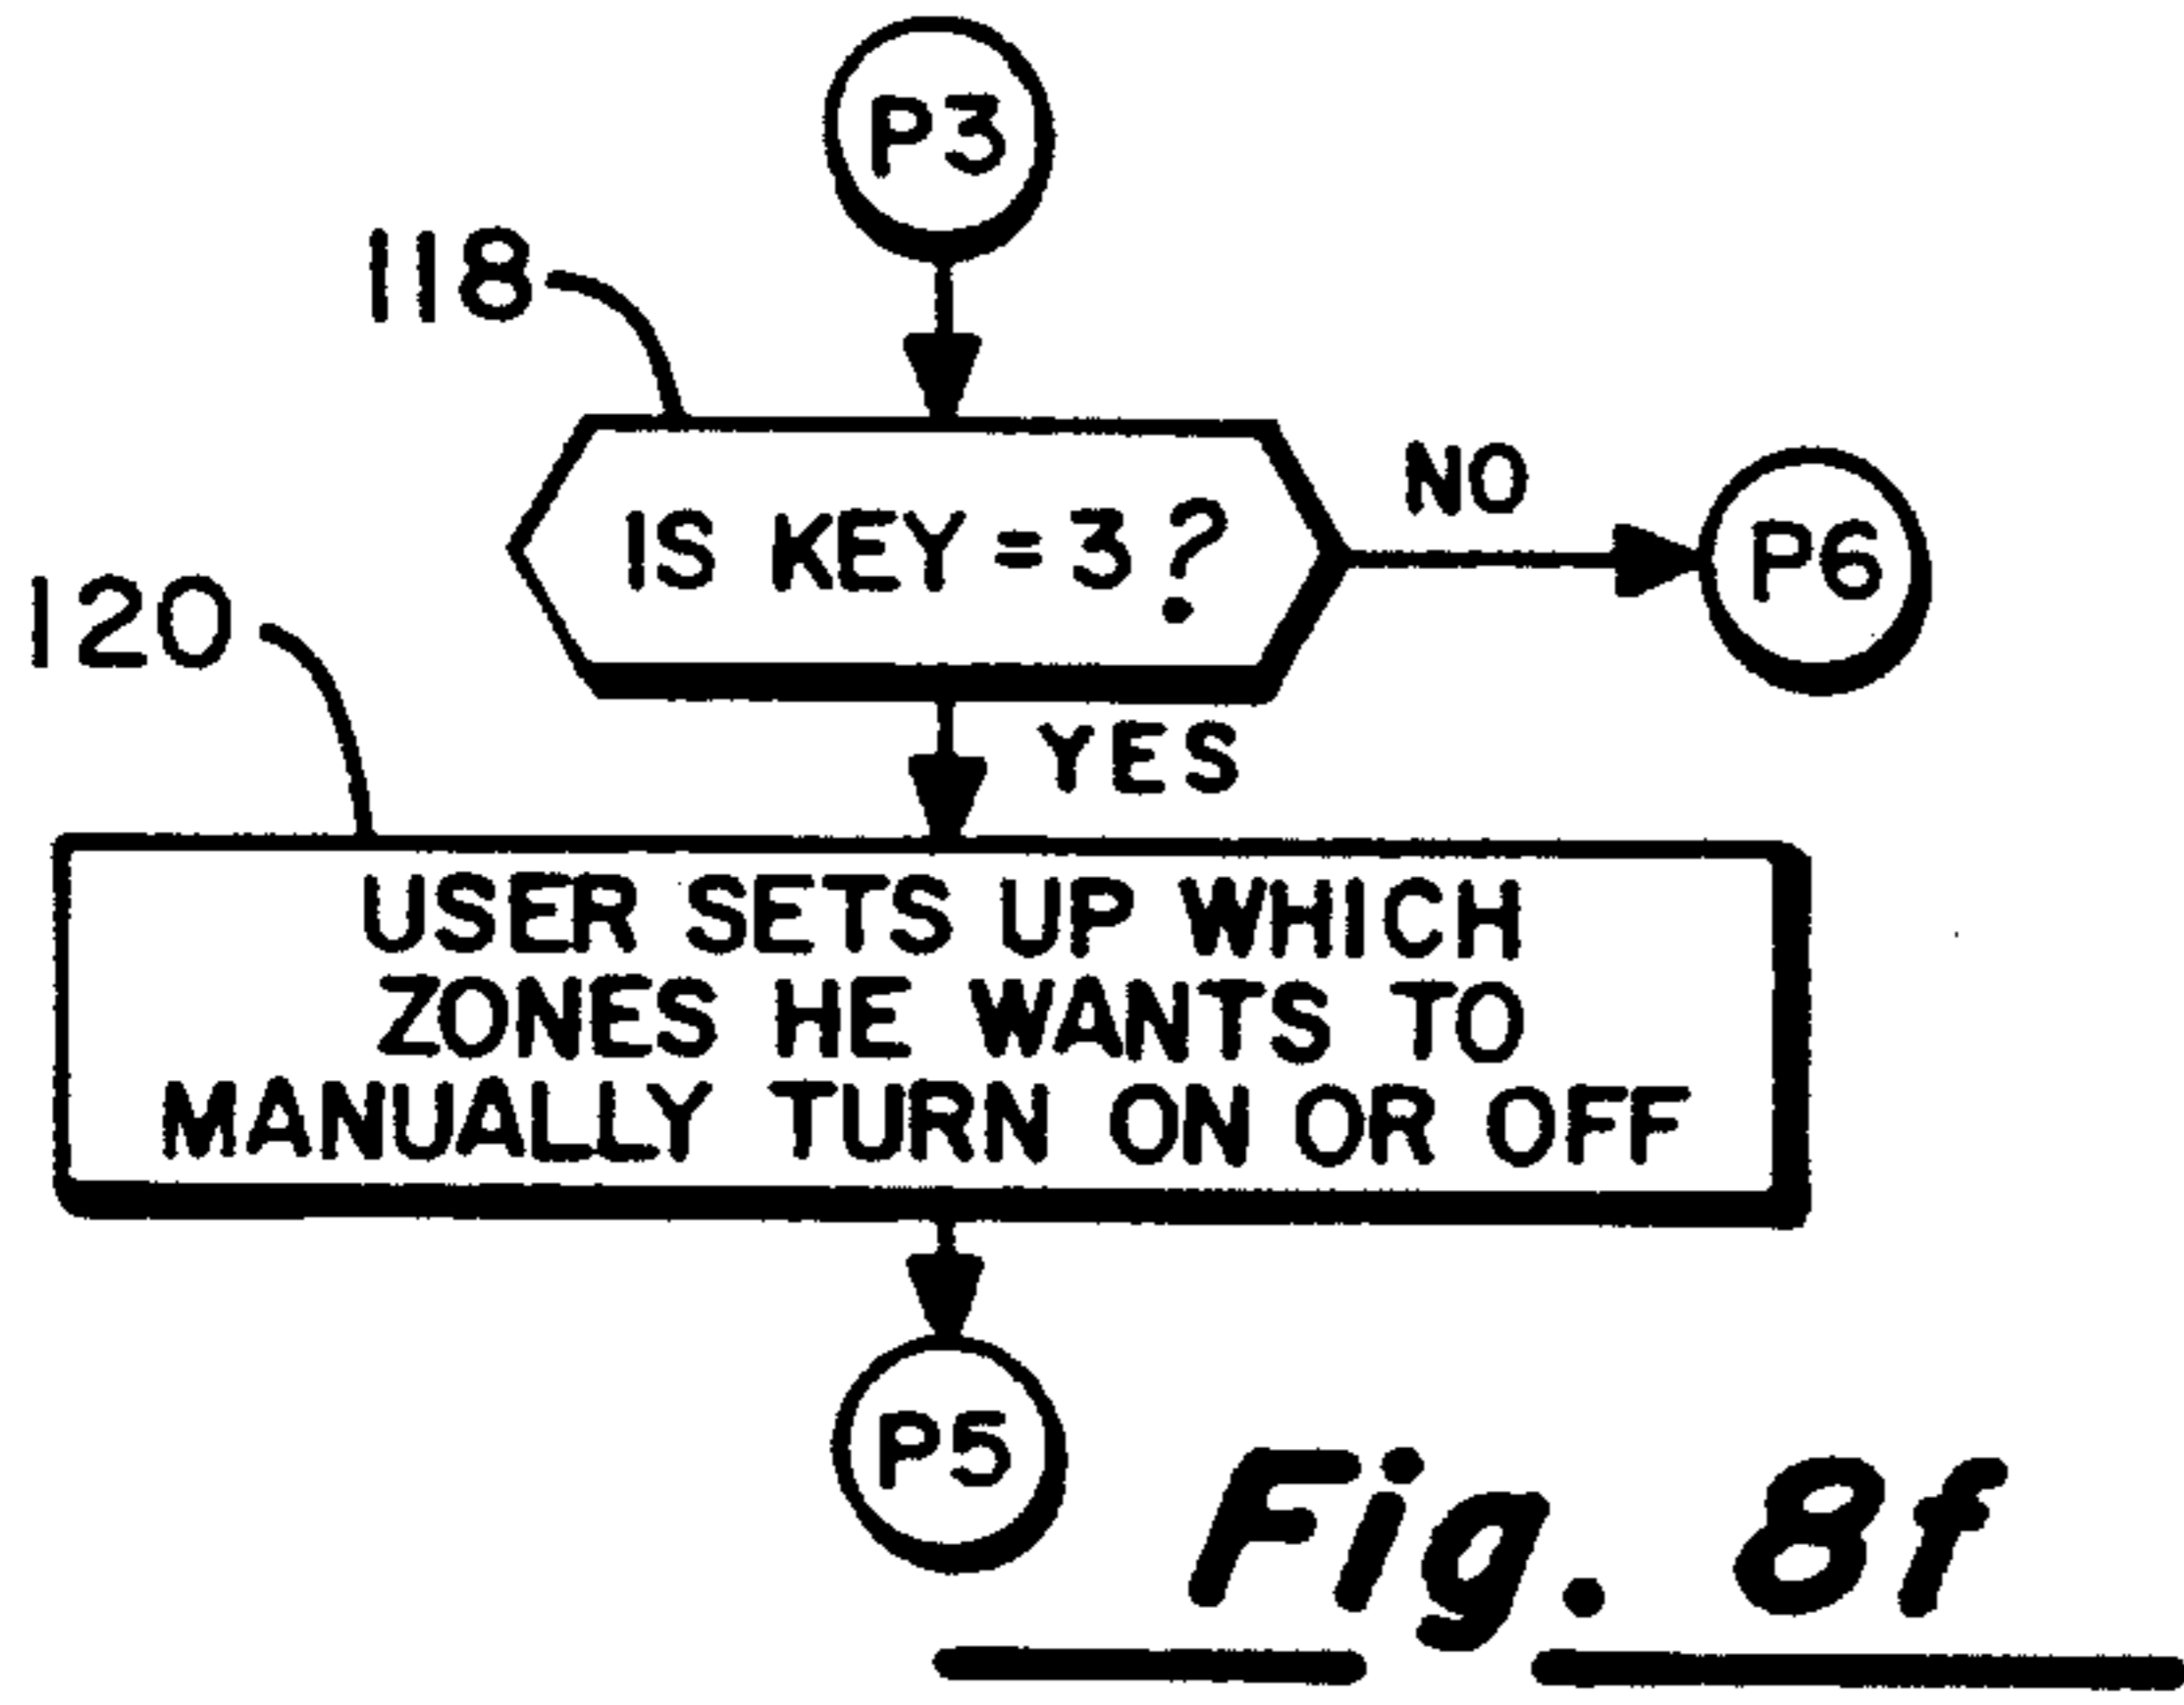 P3
118
IS KEY=3?
NO
P6
120
YES
USER SETS UP WHICH
ZONES HE WANTS TO
MANUALLY TURN ON OR OFF
P5
Fig. 8f